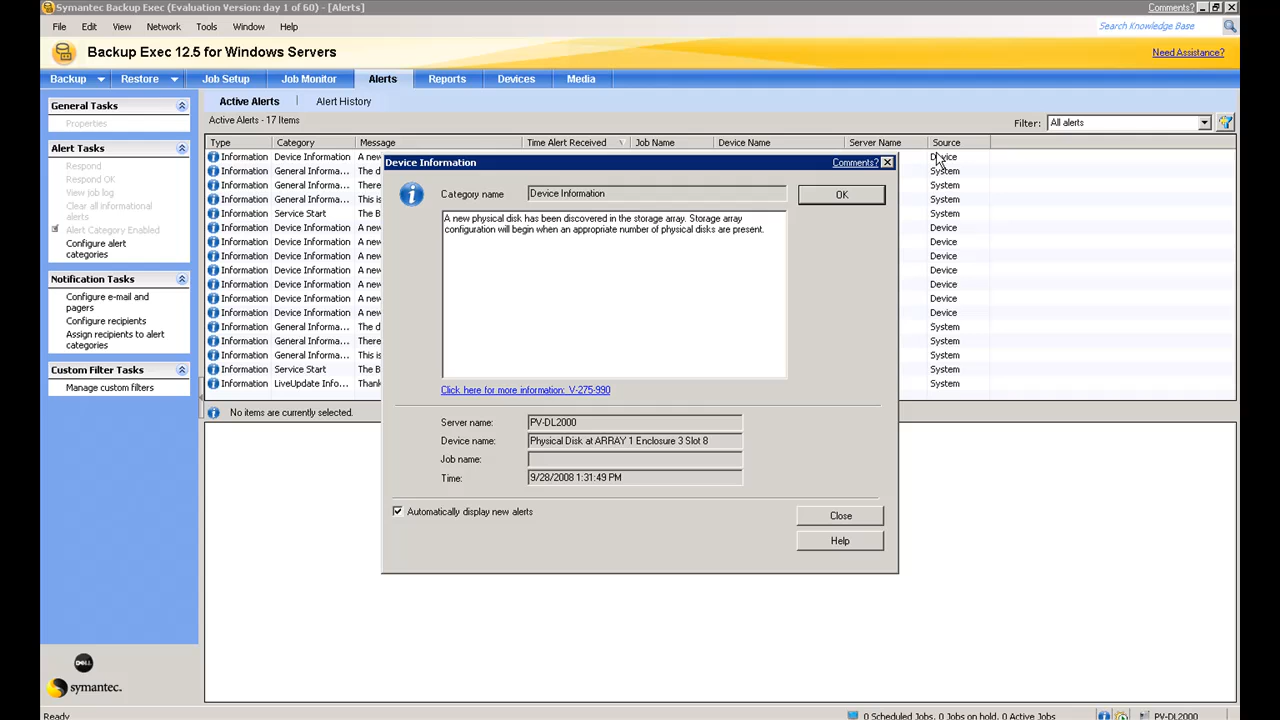 Symantec Backup Exec (Evaluation Version: day 1 of 60) - [Alerts]
Comments?
File Edit View Network Tools Window Help
Search Knowledge Base
Backup Exec 12.5 for Windows Servers
Need Assistance?
Backup Restore Job Setup Job Monitor Alerts Reports Devices Media
General Tasks
Properties
Alert Tasks
Respond
Respond OK
View job log
Clear all informational
alerts
Alert Category Enabled
Configure alert
categories
Notification Tasks
Configure e-mail and
pagers
Configure recipients
Assign recipients to alert
categories
Custom Filter Tasks
Manage custom filters
DELL
symantec.
Active Alerts Alert History
Active Alerts - 17 Items
Filter: All alerts
Type Category Message Time Alert Received Job Name Device Name Server Name Source
Information Device Information A new Device
Information General Informa... The d System
Information General Informa... There System
Information General Informa... This is System
Information Service Start The B System
Information Device Information A new Device
Information Device Information A new Device
Information Device Information A new Device
Information Device Information A new Device
Information Device Information A new Device
Information Device Information A new Device
Information Device Information A new Device
Information General Informa... The d System
Information General Informa... There System
Information General Informa... This is System
Information Service Start The B System
Information LiveUpdate Info... Thank System
No items are currently selected.
Device Information
Comments?
Category name Device Information
OK
A new physical disk has been discovered in the storage array. Storage array
configuration will begin when an appropriate number of physical disks are present.
Click here for more information: V-275-990
Server name: PV-DL2000
Device name: Physical Disk at ARRAY 1 Enclosure 3 Slot 8
Job name:
Time: 9/28/2008 1:31:49 PM
Automatically display new alerts
Close
Help
Ready
0 Scheduled Jobs, 0 Jobs on hold, 0 Active Jobs
PV-DL2000